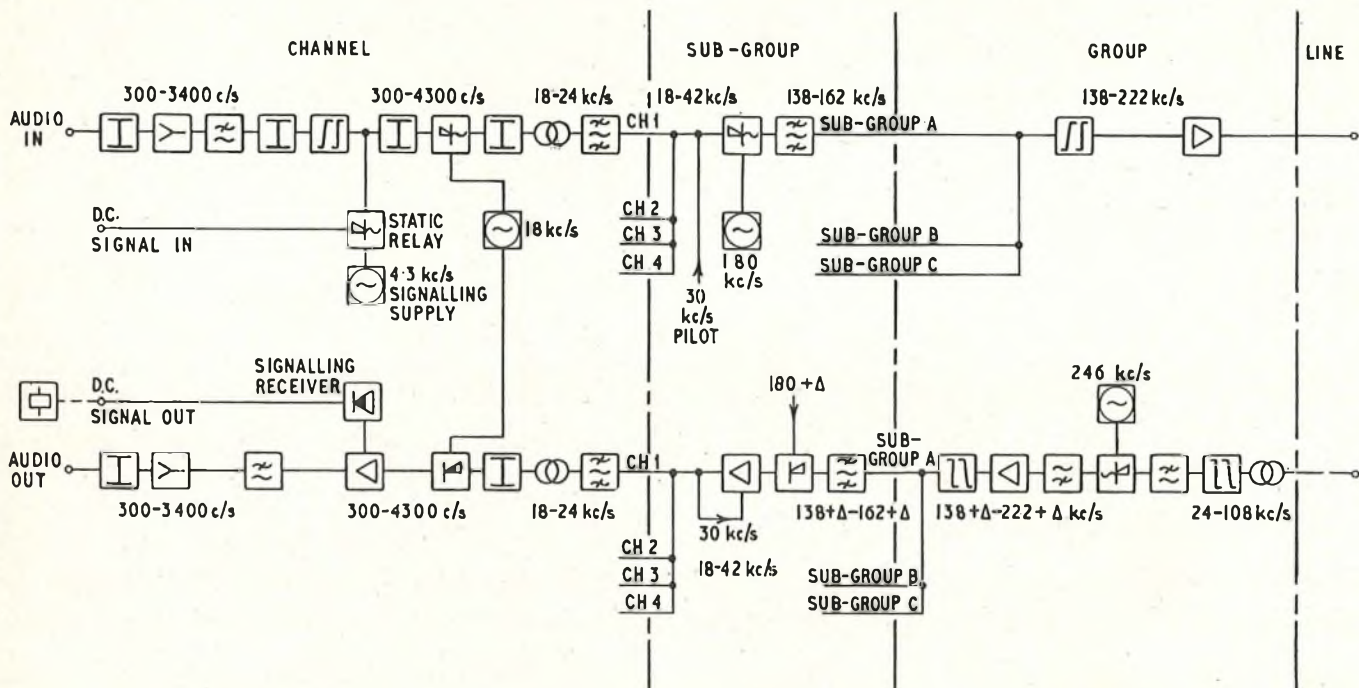 CHANNEL
SUB-GROUP
GROUP
LINE
AUDIO
IN
300-3400 c/s
300-4300 c/s
18-24 kc/s
CH 1
18-42 kc/s
138-162 kc/s
SUB-GROUP A
138-222 kc/s
D.C.
SIGNAL IN
STATIC
RELAY
4·3 kc/s
SIGNALLING
SUPPLY
18 kc/s
CH 2
CH 3
CH 4
30
kc/s
PILOT
180
kc/s
SUB-GROUP B
SUB-GROUP C
D.C.
SIGNAL OUT
SIGNALLING
RECEIVER
180 + Δ
246 kc/s
AUDIO
OUT
300-3400 c/s
300-4300 c/s
18-24 kc/s
CH 1
30 kc/s
18-42 kc/s
SUB-
GROUP A
138+Δ-162+Δ
138+Δ-222+Δ kc/s
24-108 kc/s
CH 2
CH 3
CH 4
SUB-GROUP B
SUB-GROUP C